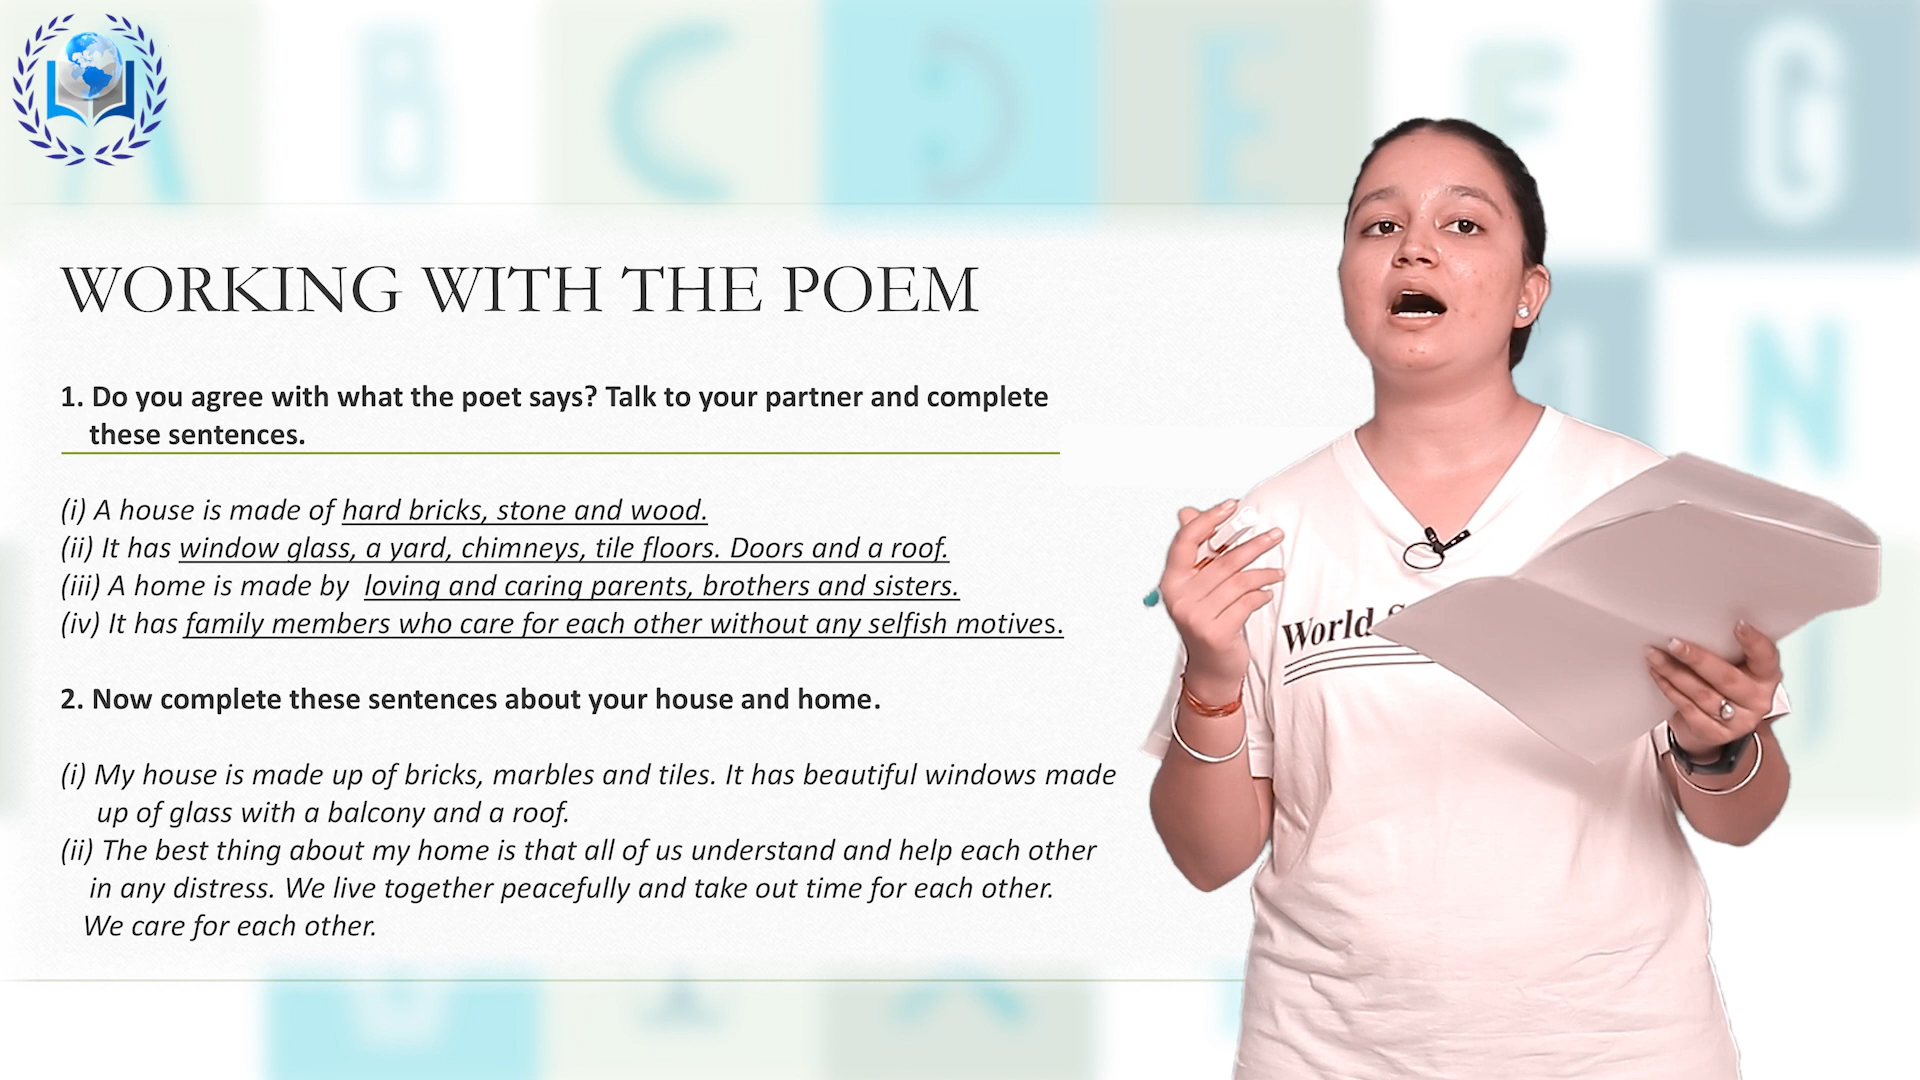 WORKING WITH THE POEM
1. Do you agree with what the poet says? Talk to your partner and complete
these sentences.
(i) A house is made of hard bricks, stone and wood.
(ii) It has window glass, a yard, chimneys, tile floors. Doors and a roof.
(iii) A home is made by loving and caring parents, brothers and sisters.
(iv) It has family members who care for each other without any selfish motives.
2. Now complete these sentences about your house and home.
(i) My house is made up of bricks, marbles and tiles. It has beautiful windows made
up of glass with a balcony and a roof.
(ii) The best thing about my home is that all of us understand and help each other
in any distress. We live together peacefully and take out time for each other.
We care for each other.
World